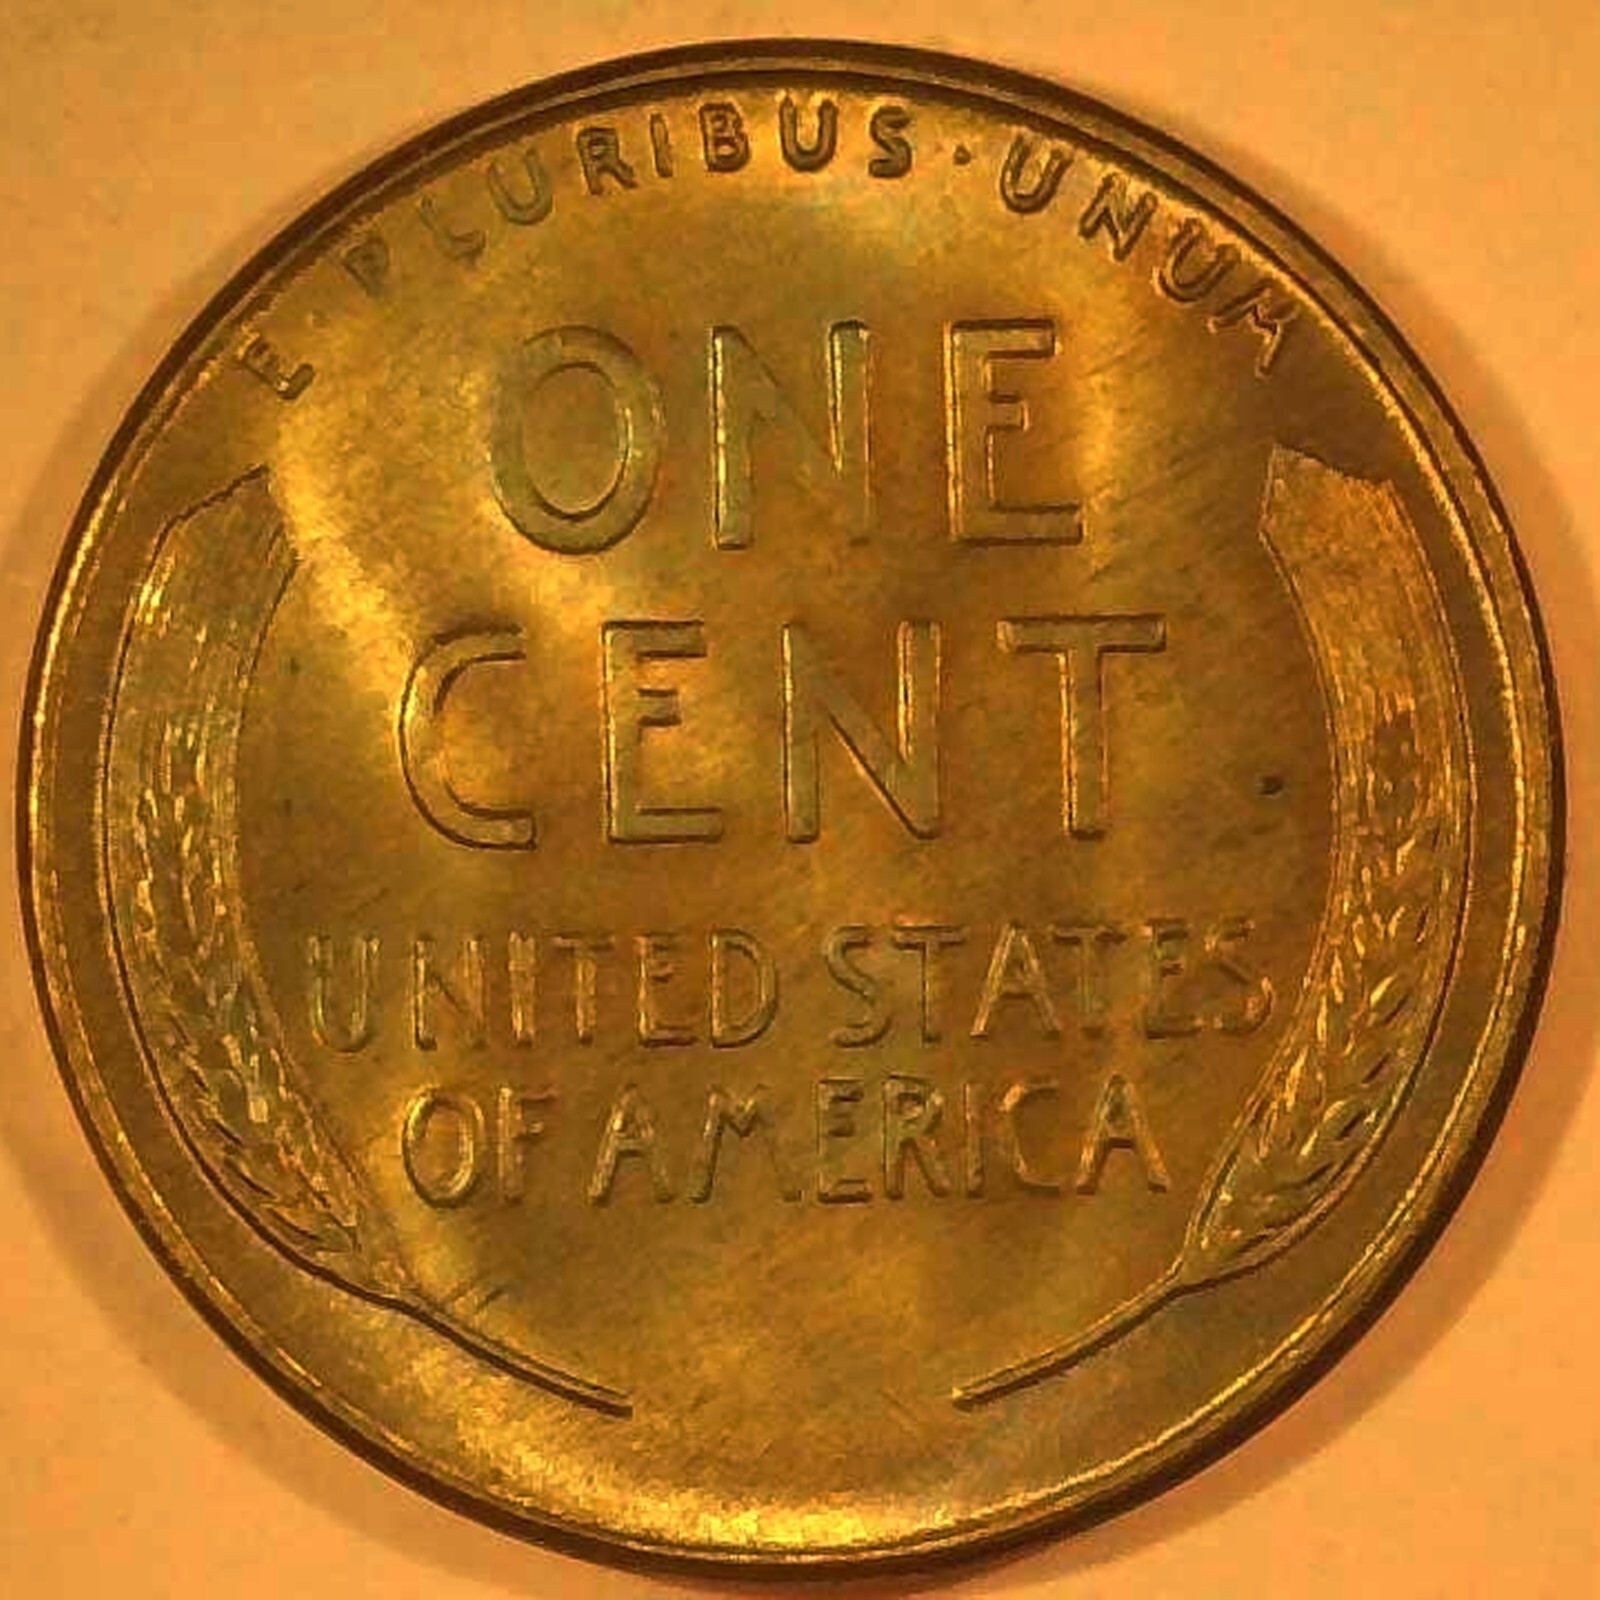 E·PLURIBUS·UNUM
ONE
CENT
UNITED STATES
OF AMERICA